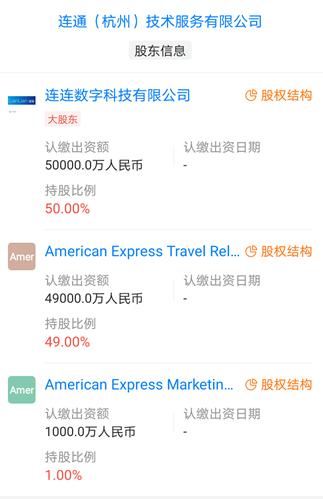 连通（杭州）技术服务有限公司
股东信息
连连数字科技有限公司 股权结构
大股东
认缴出资额 认缴出资日期
50000.0万人民币 -
持股比例
50.00%
Amer American Express Travel Rel... 股权结构
认缴出资额 认缴出资日期
49000.0万人民币 -
持股比例
49.00%
Amer American Express Marketin... 股权结构
认缴出资额 认缴出资日期
1000.0万人民币 -
持股比例
1.00%